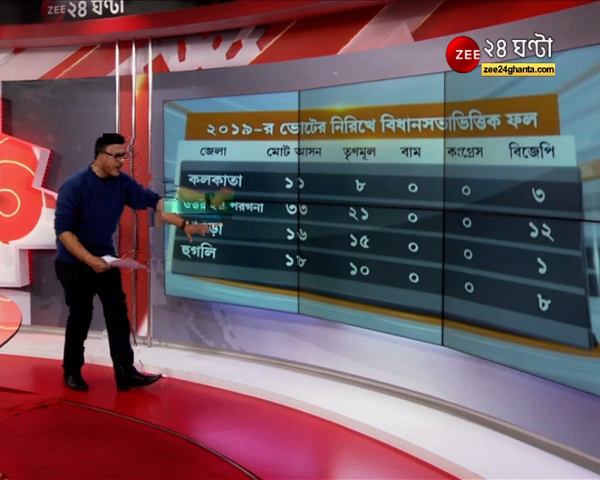 ZEE ২৪ ঘণ্টা
ZEE ২৪ ঘণ্টা
zee24ghanta.com
২০১৯-র ভোটের নিরিখে বিধানসভাভিত্তিক ফল
জেলা মোট আসন তৃণমূল বাম কংগ্রেস বিজেপি
কলকাতা ১১ ৮ ০ ০ ৩
পরগনা ৩৩ ২১ ০ ০ ১২
১৬ ১৫ ০ ০ ১
হুগলি ১৮ ১০ ০ ০ ৮